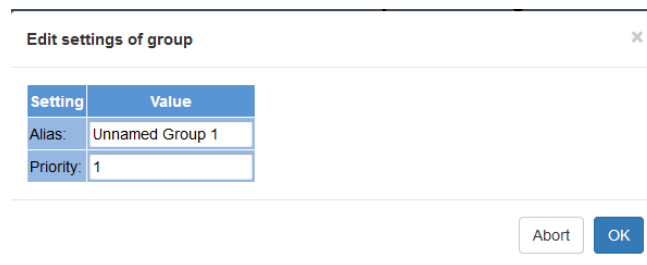 Edit settings of group ×
Setting Value
Alias: Unnamed Group 1
Priority: 1
Abort OK